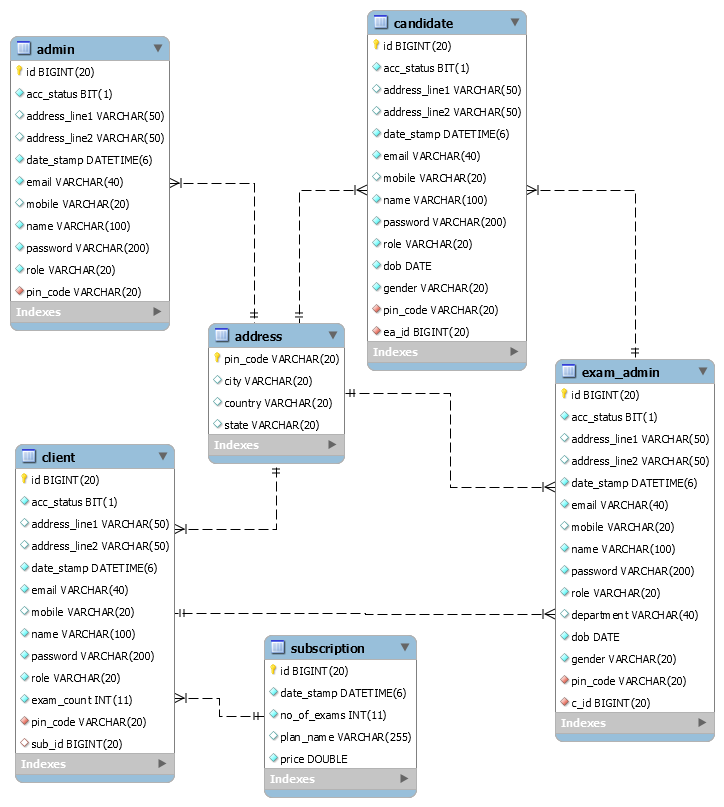 admin
id BIGINT(20)
acc_status BIT(1)
address_line1 VARCHAR(50)
address_line2 VARCHAR(50)
date_stamp DATETIME(6)
email VARCHAR(40)
mobile VARCHAR(20)
name VARCHAR(100)
password VARCHAR(200)
role VARCHAR(20)
pin_code VARCHAR(20)
Indexes
candidate
id BIGINT(20)
acc_status BIT(1)
address_line1 VARCHAR(50)
address_line2 VARCHAR(50)
date_stamp DATETIME(6)
email VARCHAR(40)
mobile VARCHAR(20)
name VARCHAR(100)
password VARCHAR(200)
role VARCHAR(20)
dob DATE
gender VARCHAR(20)
pin_code VARCHAR(20)
ea_id BIGINT(20)
Indexes
address
pin_code VARCHAR(20)
city VARCHAR(20)
country VARCHAR(20)
state VARCHAR(20)
Indexes
exam_admin
id BIGINT(20)
acc_status BIT(1)
address_line1 VARCHAR(50)
address_line2 VARCHAR(50)
date_stamp DATETIME(6)
email VARCHAR(40)
mobile VARCHAR(20)
name VARCHAR(100)
password VARCHAR(200)
role VARCHAR(20)
department VARCHAR(40)
dob DATE
gender VARCHAR(20)
pin_code VARCHAR(20)
c_id BIGINT(20)
Indexes
client
id BIGINT(20)
acc_status BIT(1)
address_line1 VARCHAR(50)
address_line2 VARCHAR(50)
date_stamp DATETIME(6)
email VARCHAR(40)
mobile VARCHAR(20)
name VARCHAR(100)
password VARCHAR(200)
role VARCHAR(20)
exam_count INT(11)
pin_code VARCHAR(20)
sub_id BIGINT(20)
Indexes
subscription
id BIGINT(20)
date_stamp DATETIME(6)
no_of_exams INT(11)
plan_name VARCHAR(255)
price DOUBLE
Indexes